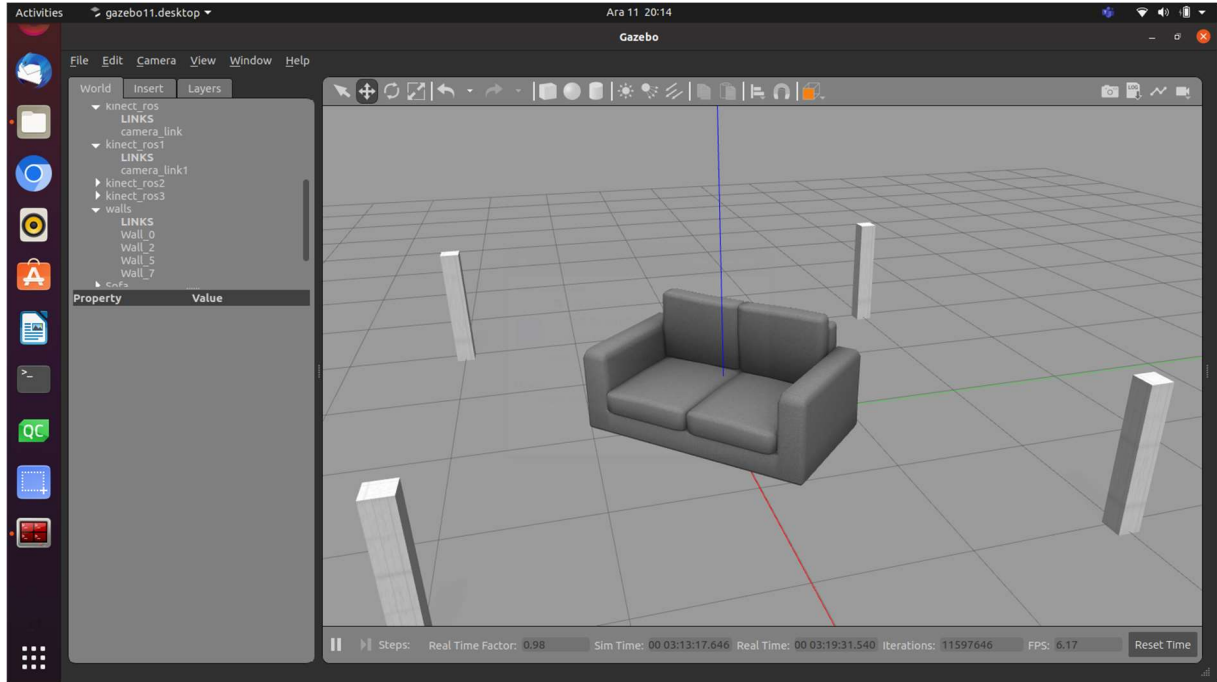 Activities gazebo11.desktop Ara 11 20:14
Gazebo
File Edit Camera View Window Help
World Insert Layers
kinect_ros
LINKS
camera_link
kinect_ros1
LINKS
camera_link1
kinect_ros2
kinect_ros3
walls
LINKS
Wall_0
Wall_2
Wall_5
Wall_7
Sofa
Property Value
LOG
>_
QC
Steps: Real Time Factor: 0.98 Sim Time: 00 03:13:17.646 Real Time: 00 03:19:31.540 Iterations: 11597646 FPS: 6.17 Reset Time